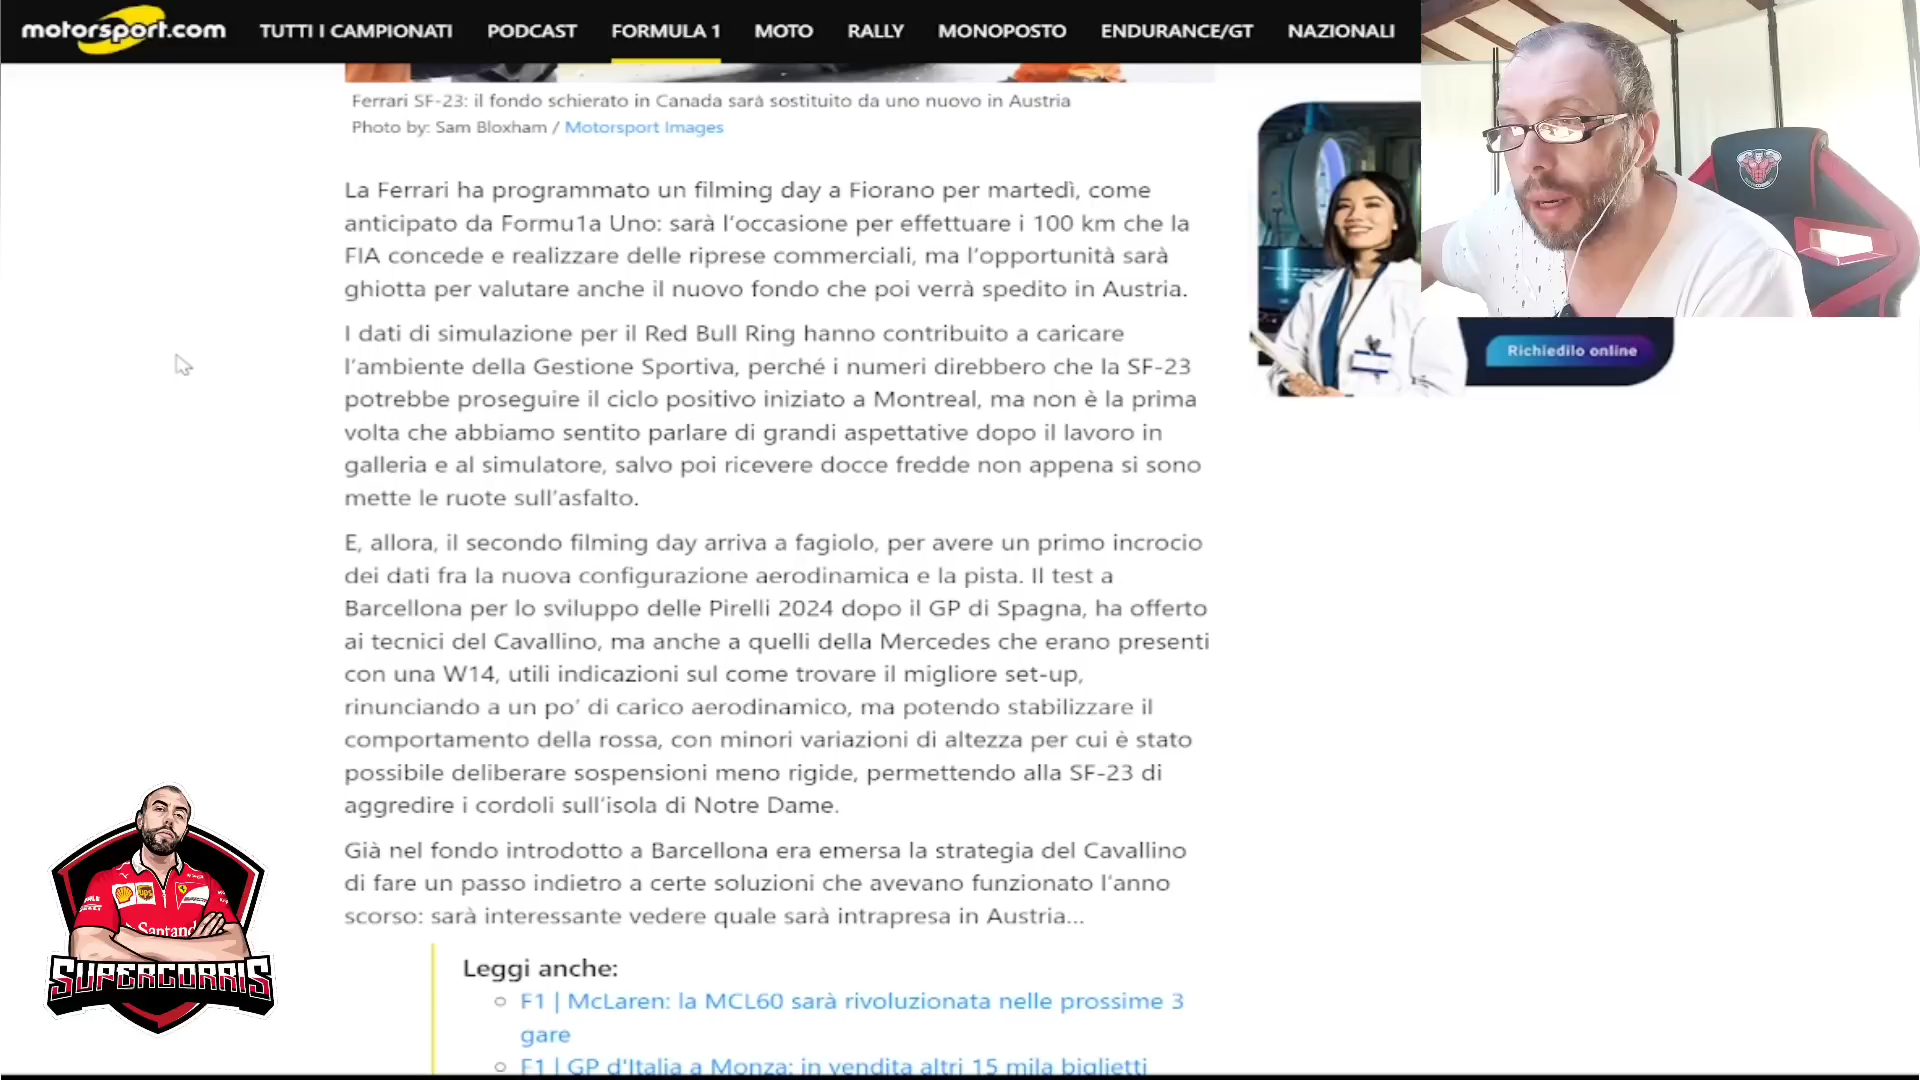 motorsport.com TUTTI I CAMPIONATI PODCAST FORMULA 1 MOTO RALLY MONOPOSTO ENDURANCE/GT NAZIONALI
Ferrari SF-23: il fondo schierato in Canada sarà sostituito da uno nuovo in Austria
Photo by: Sam Bloxham / Motorsport Images
La Ferrari ha programmato un filming day a Fiorano per martedì, come
anticipato da Formu1a Uno: sarà l'occasione per effettuare i 100 km che la
FIA concede e realizzare delle riprese commerciali, ma l'opportunità sarà
ghiotta per valutare anche il nuovo fondo che poi verrà spedito in Austria.
I dati di simulazione per il Red Bull Ring hanno contribuito a caricare
l'ambiente della Gestione Sportiva, perché i numeri direbbero che la SF-23
potrebbe proseguire il ciclo positivo iniziato a Montreal, ma non è la prima
volta che abbiamo sentito parlare di grandi aspettative dopo il lavoro in
galleria e al simulatore, salvo poi ricevere docce fredde non appena si sono
mette le ruote sull'asfalto.
E, allora, il secondo filming day arriva a fagiolo, per avere un primo incrocio
dei dati fra la nuova configurazione aerodinamica e la pista. Il test a
Barcellona per lo sviluppo delle Pirelli 2024 dopo il GP di Spagna, ha offerto
ai tecnici del Cavallino, ma anche a quelli della Mercedes che erano presenti
con una W14, utili indicazioni sul come trovare il migliore set-up,
rinunciando a un po' di carico aerodinamico, ma potendo stabilizzare il
comportamento della rossa, con minori variazioni di altezza per cui è stato
possibile deliberare sospensioni meno rigide, permettendo alla SF-23 di
aggredire i cordoli sull'isola di Notre Dame.
Già nel fondo introdotto a Barcellona era emersa la strategia del Cavallino
di fare un passo indietro a certe soluzioni che avevano funzionato l'anno
scorso: sarà interessante vedere quale sarà intrapresa in Austria...
Leggi anche:
F1 | McLaren: la MCL60 sarà rivoluzionata nelle prossime 3
gare
F1 | GP d'Italia a Monza: in vendita altri 15 mila biglietti
Richiedilo online
ups
Santand
SUPERCORRIS